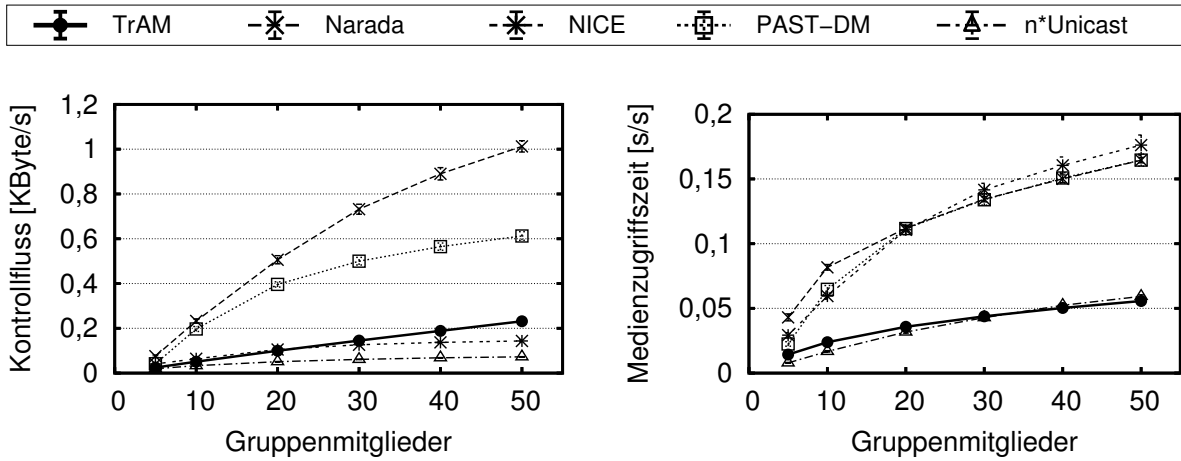 TrAM Narada NICE PAST-DM n*Unicast
Kontrollfluss [KByte/s]
1,2
1
0,8
0,6
0,4
0,2
0
0 10 20 30 40 50
Gruppenmitglieder
Medienzugriffszeit [s/s]
0,2
0,15
0,1
0,05
0
0 10 20 30 40 50
Gruppenmitglieder